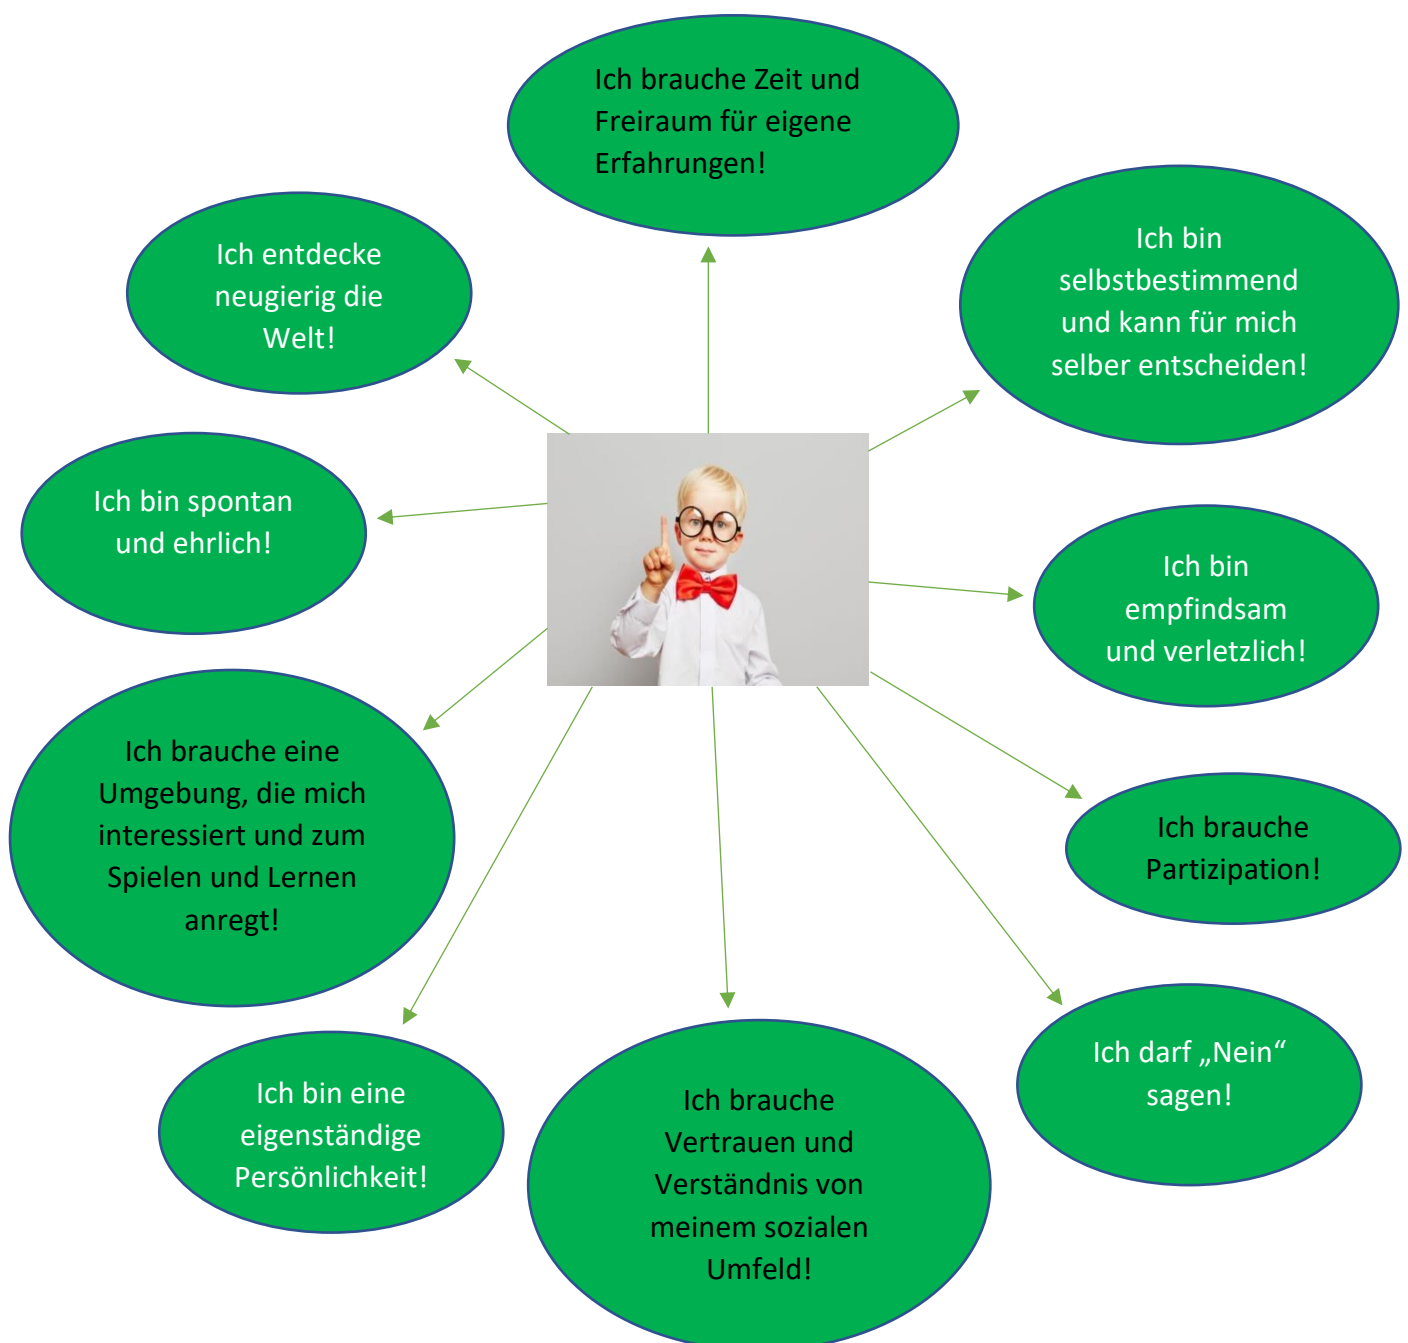 Ich brauche Zeit und
Freiraum für eigene
Erfahrungen!
Ich entdecke
neugierig die
Welt!
Ich bin
selbstbestimmend
und kann für mich
selber entscheiden!
Ich bin spontan
und ehrlich!
Ich bin
empfindsam
und verletzlich!
Ich brauche eine
Umgebung, die mich
interessiert und zum
Spielen und Lernen
anregt!
Ich brauche
Partizipation!
Ich bin eine
eigenständige
Persönlichkeit!
Ich brauche
Vertrauen und
Verständnis von
meinem sozialen
Umfeld!
Ich darf „Nein“
sagen!